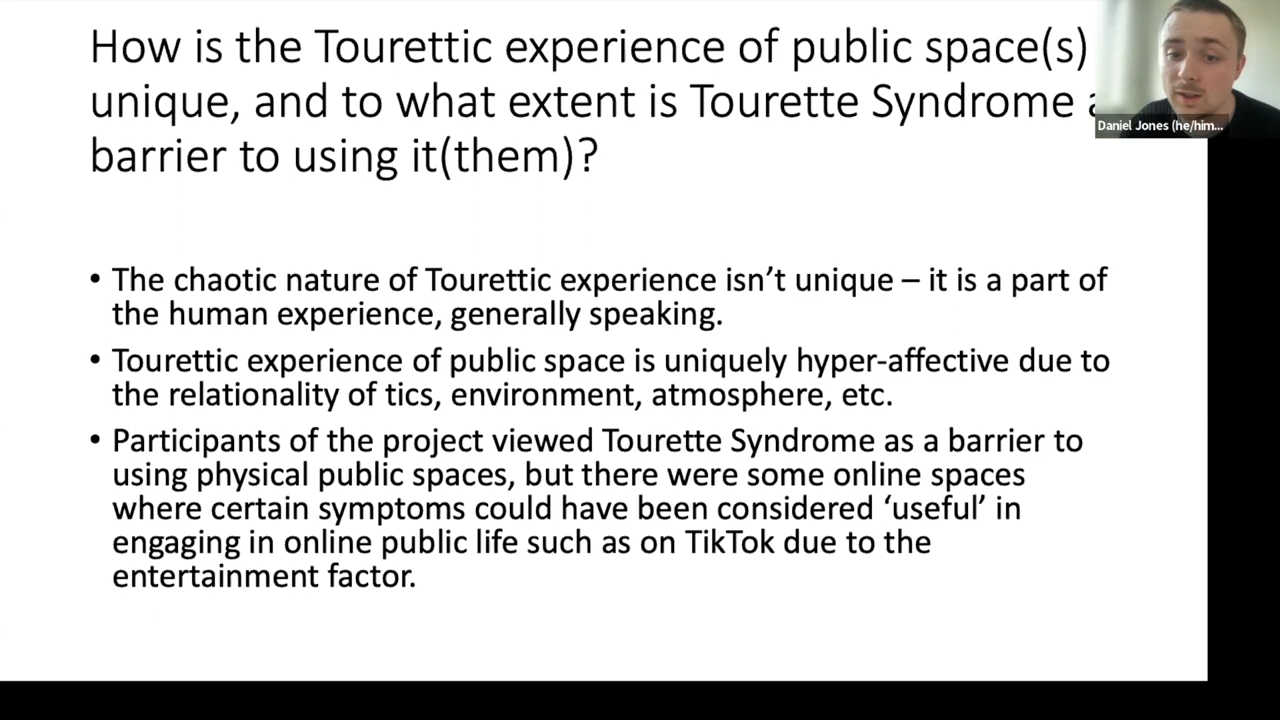 How is the Tourettic experience of public space(s)
unique, and to what extent is Tourette Syndrome
barrier to using it(them)?
Daniel Jones (he/him...
• The chaotic nature of Tourettic experience isn’t unique – it is a part of
the human experience, generally speaking.
• Tourettic experience of public space is uniquely hyper-affective due to
the relationality of tics, environment, atmosphere, etc.
• Participants of the project viewed Tourette Syndrome as a barrier to
using physical public spaces, but there were some online spaces
where certain symptoms could have been considered ‘useful’ in
engaging in online public life such as on TikTok due to the
entertainment factor.